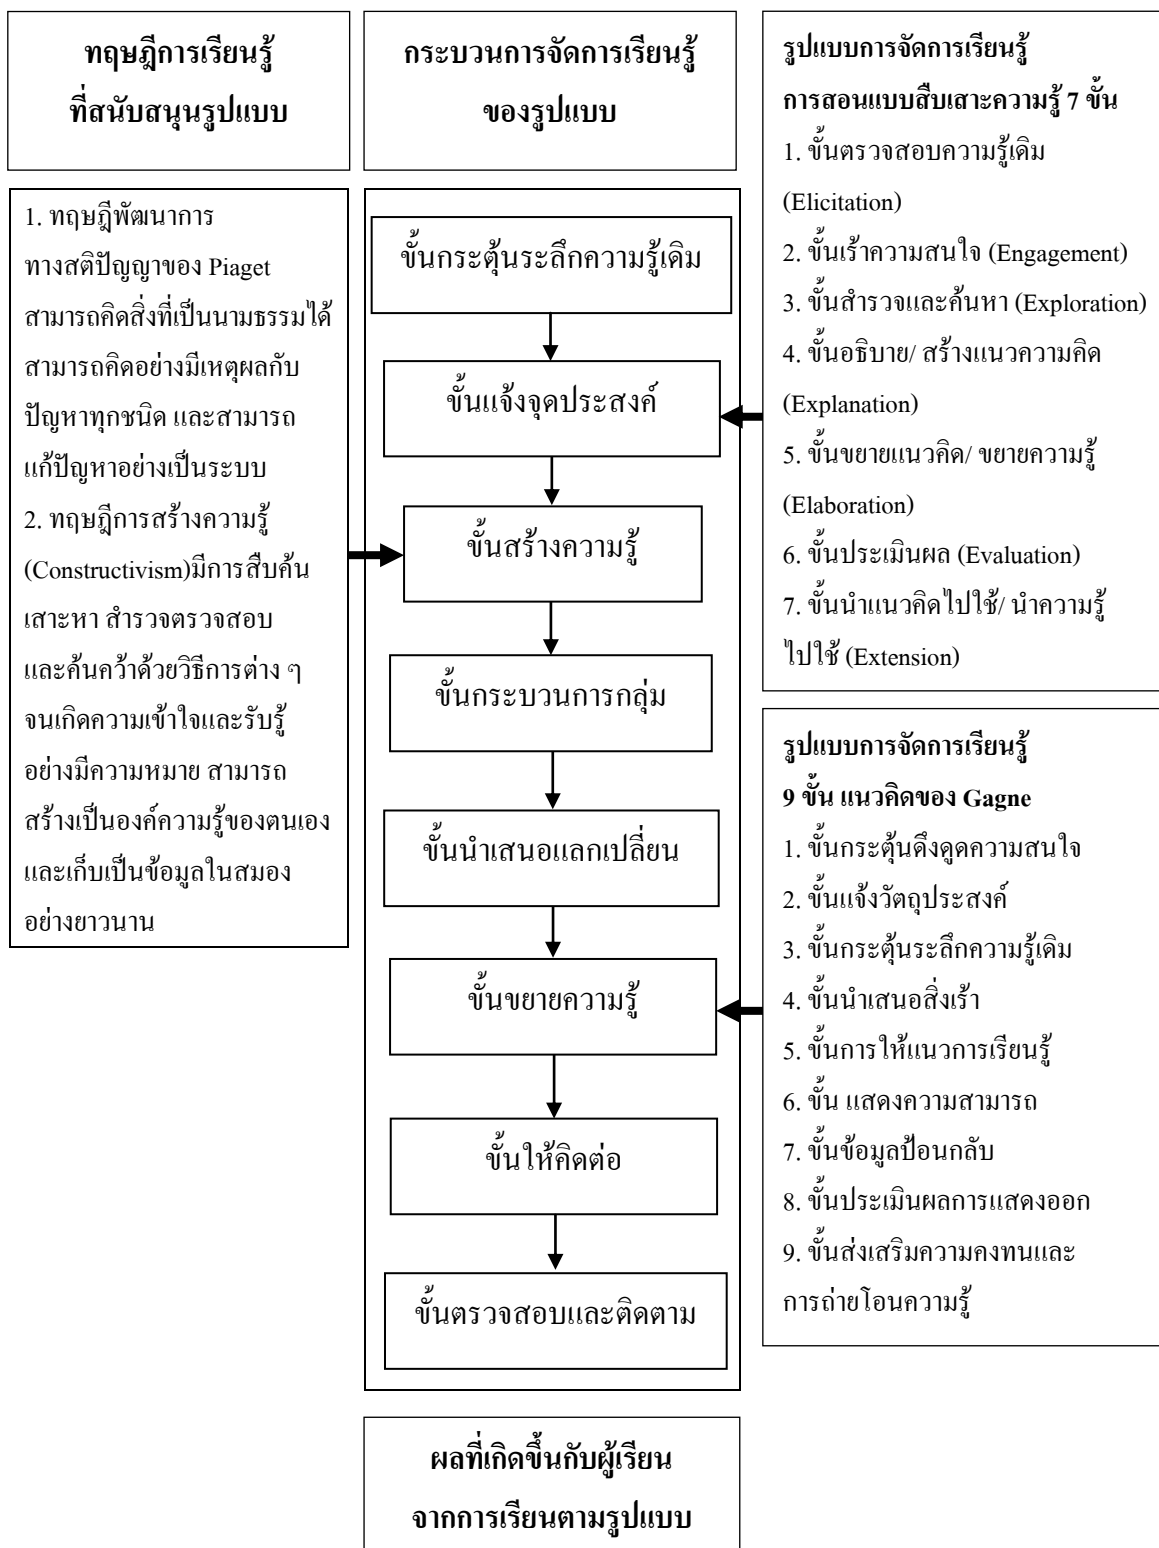 ทฤษฎีการเรียนรู้
ที่สนับสนุนรูปแบบ
กระบวนการจัดการเรียนรู้
ของรูปแบบ
รูปแบบการจัดการเรียนรู้
การสอนแบบสืบเสาะความรู้ 7 ขั้น
1. ขั้นตรวจสอบความรู้เดิม
(Elicitation)
2. ขั้นเร้าความสนใจ (Engagement)
3. ขั้นสำรวจและค้นหา (Exploration)
4. ขั้นอธิบาย/ สร้างแนวความคิด
(Explanation)
5. ขั้นขยายแนวคิด/ ขยายความรู้
(Elaboration)
6. ขั้นประเมินผล (Evaluation)
7. ขั้นนำแนวคิดไปใช้/ นำความรู้
ไปใช้ (Extension)
1. ทฤษฎีพัฒนาการ
ทางสติปัญญาของ Piaget
สามารถคิดสิ่งที่เป็นนามธรรมได้
สามารถคิดอย่างมีเหตุผลกับ
ปัญหาทุกชนิด และสามารถ
แก้ปัญหาอย่างเป็นระบบ
2. ทฤษฎีการสร้างความรู้
(Constructivism)มีการสืบค้น
เสาะหา สำรวจตรวจสอบ
และค้นคว้าด้วยวิธีการต่าง ๆ
จนเกิดความเข้าใจและรับรู้
อย่างมีความหมาย สามารถ
สร้างเป็นองค์ความรู้ของตนเอง
และเก็บเป็นข้อมูลในสมอง
อย่างยาวนาน
ขั้นกระตุ้นระลึกความรู้เดิม
ขั้นแจ้งจุดประสงค์
ขั้นสร้างความรู้
ขั้นกระบวนการกลุ่ม
ขั้นนำเสนอแลกเปลี่ยน
ขั้นขยายความรู้
ขั้นให้คิดต่อ
ขั้นตรวจสอบและติดตาม
รูปแบบการจัดการเรียนรู้
9 ขั้น แนวคิดของ Gagne
1. ขั้นกระตุ้นดึงดูดความสนใจ
2. ขั้นแจ้งวัตถุประสงค์
3. ขั้นกระตุ้นระลึกความรู้เดิม
4. ขั้นนำเสนอสิ่งเร้า
5. ขั้นการให้แนวการเรียนรู้
6. ขั้น แสดงความสามารถ
7. ขั้นข้อมูลป้อนกลับ
8. ขั้นประเมินผลการแสดงออก
9. ขั้นส่งเสริมความคงทนและ
การถ่ายโอนความรู้
ผลที่เกิดขึ้นกับผู้เรียน
จากการเรียนตามรูปแบบ